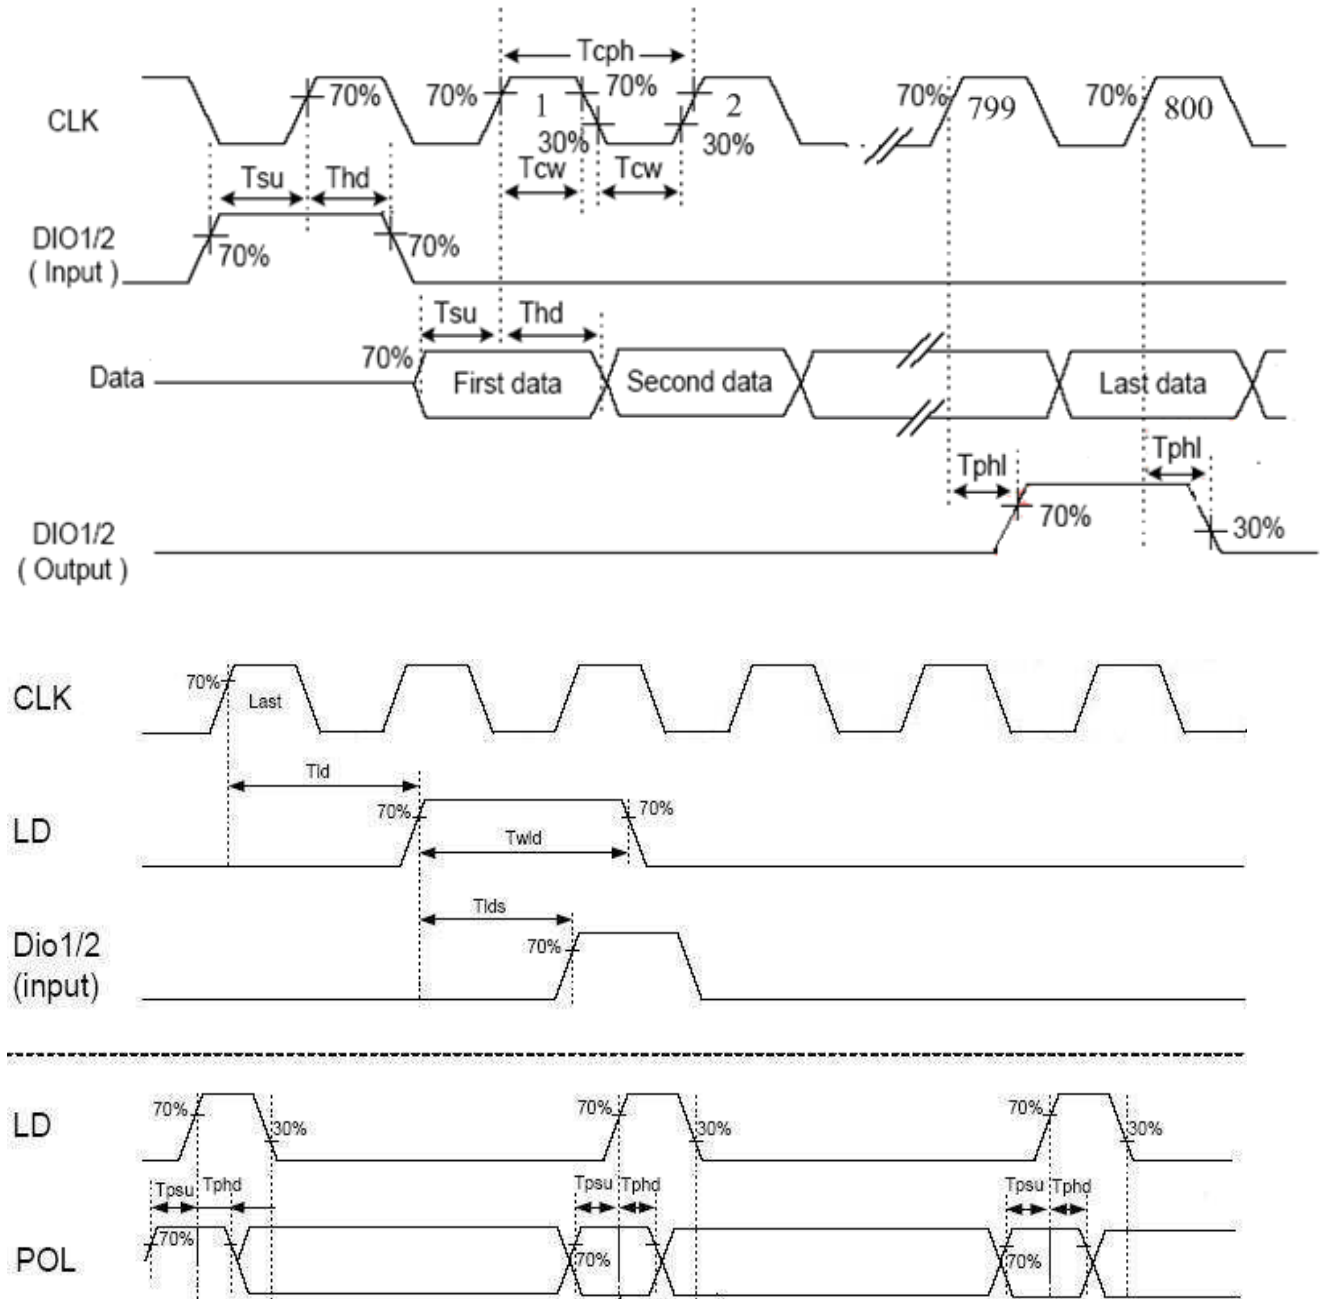 Tcph
CLK
70%
70%
1
70%
2
70%
799
70%
800
30%
30%
Tsu
Thd
Tcw
Tcw
DIO1/2
( Input )
70%
70%
Tsu
Thd
70%
Data
First data
Second data
Last data
Tphl
Tphl
DIO1/2
( Output )
70%
30%
CLK
70%
Last
Tld
LD
70%
70%
Twld
Tlds
Dio1/2
(input)
70%
LD
70%
30%
70%
30%
70%
30%
Tpsu
Tphd
Tpsu
Tphd
Tpsu
Tphd
POL
70%
70%
70%